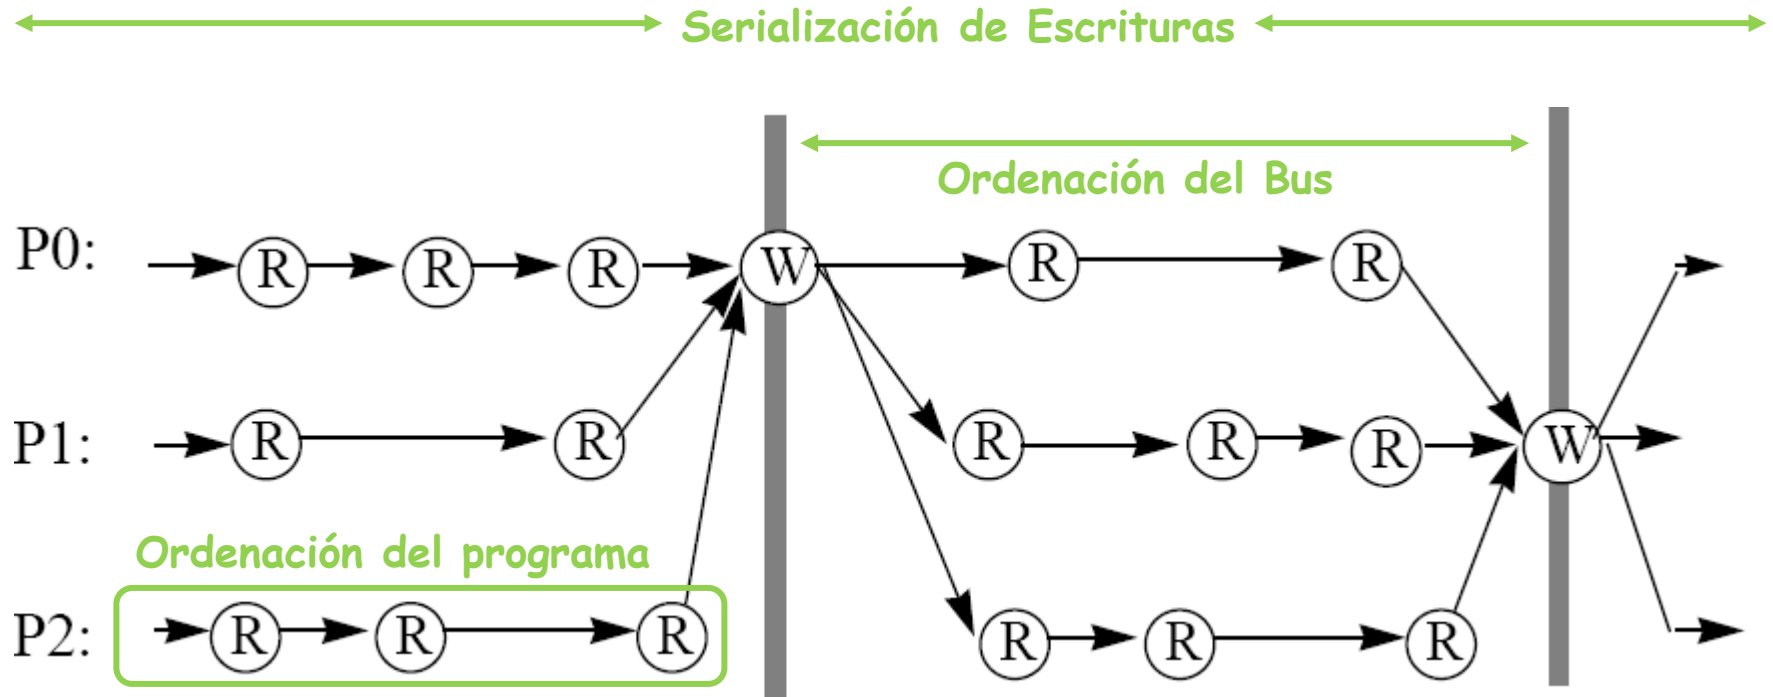 Serialización de Escrituras
Ordenación del Bus
P0: R R R W R R
P1: R R R R R W
Ordenación del programa
P2: R R R R R R